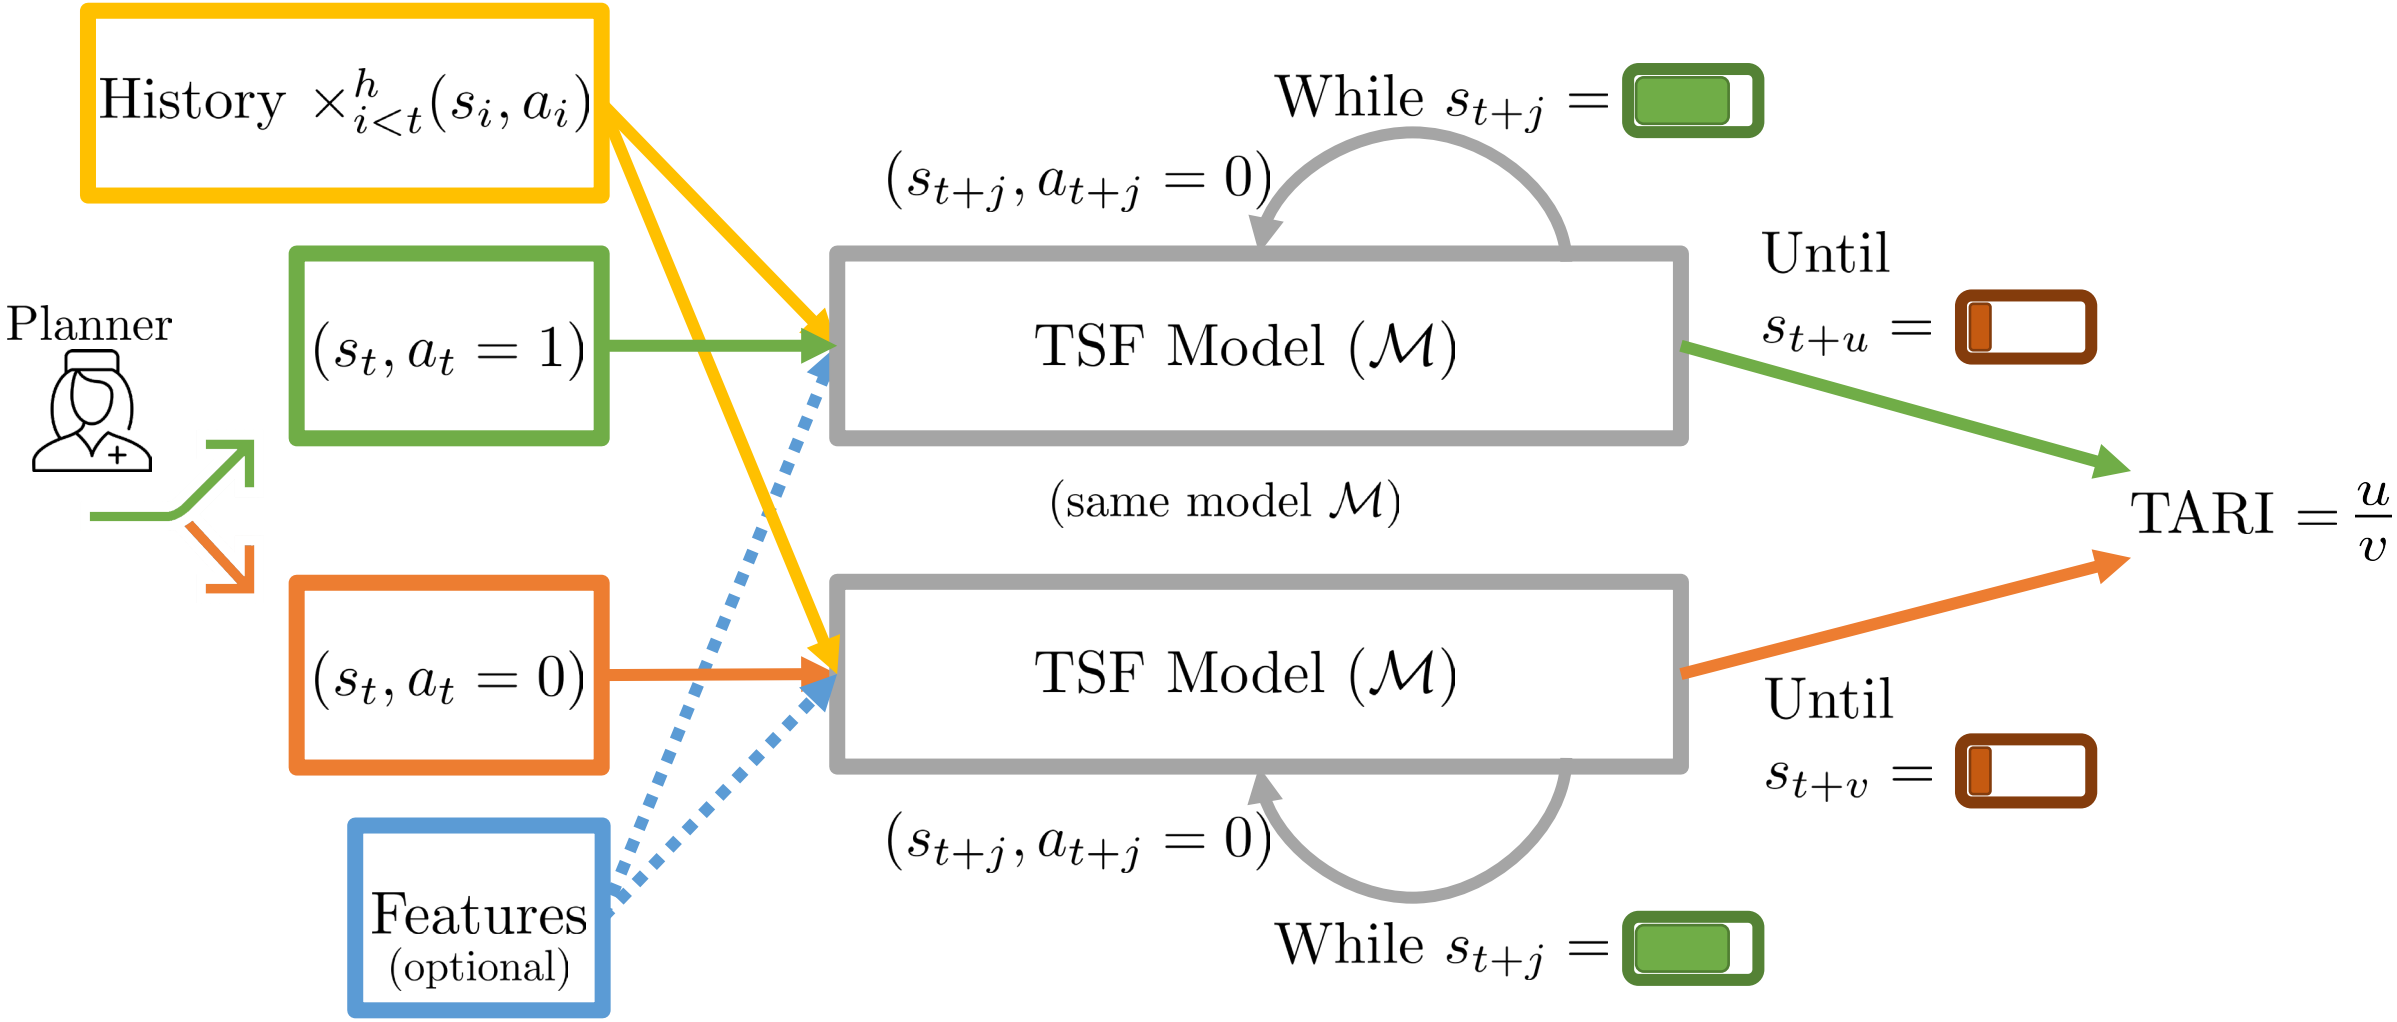 History $\times_{i<t}^{h}(s_i, a_i)$
While $s_{t+j} =$
$(s_{t+j}, a_{t+j} = 0)$
Planner
$(s_t, a_t = 1)$
TSF Model ($\mathcal{M}$)
Until
$s_{t+u} =$
(same model $\mathcal{M}$)
TARI $= \frac{u}{v}$
$(s_t, a_t = 0)$
TSF Model ($\mathcal{M}$)
Until
$s_{t+v} =$
$(s_{t+j}, a_{t+j} = 0)$
While $s_{t+j} =$
Features
(optional)